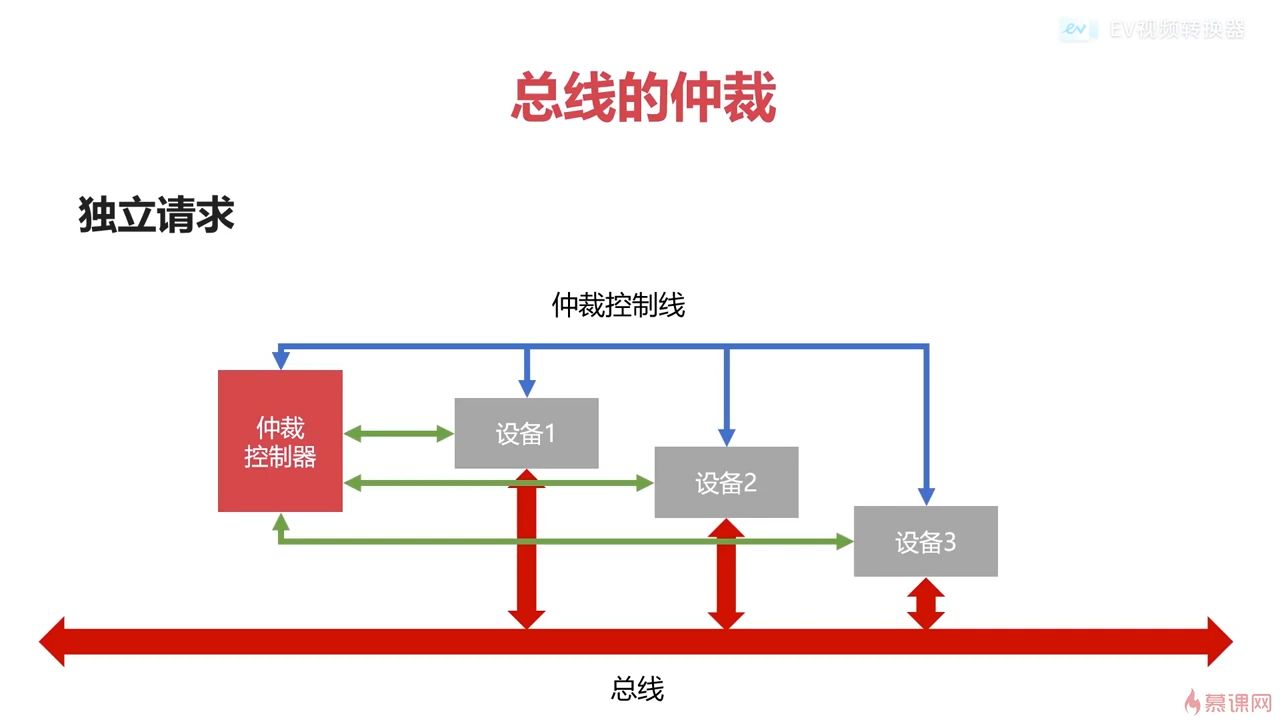 EV视频转换器
总线的仲裁
独立请求
仲裁控制线
仲裁
控制器
设备1
设备2
设备3
总线
慕课网